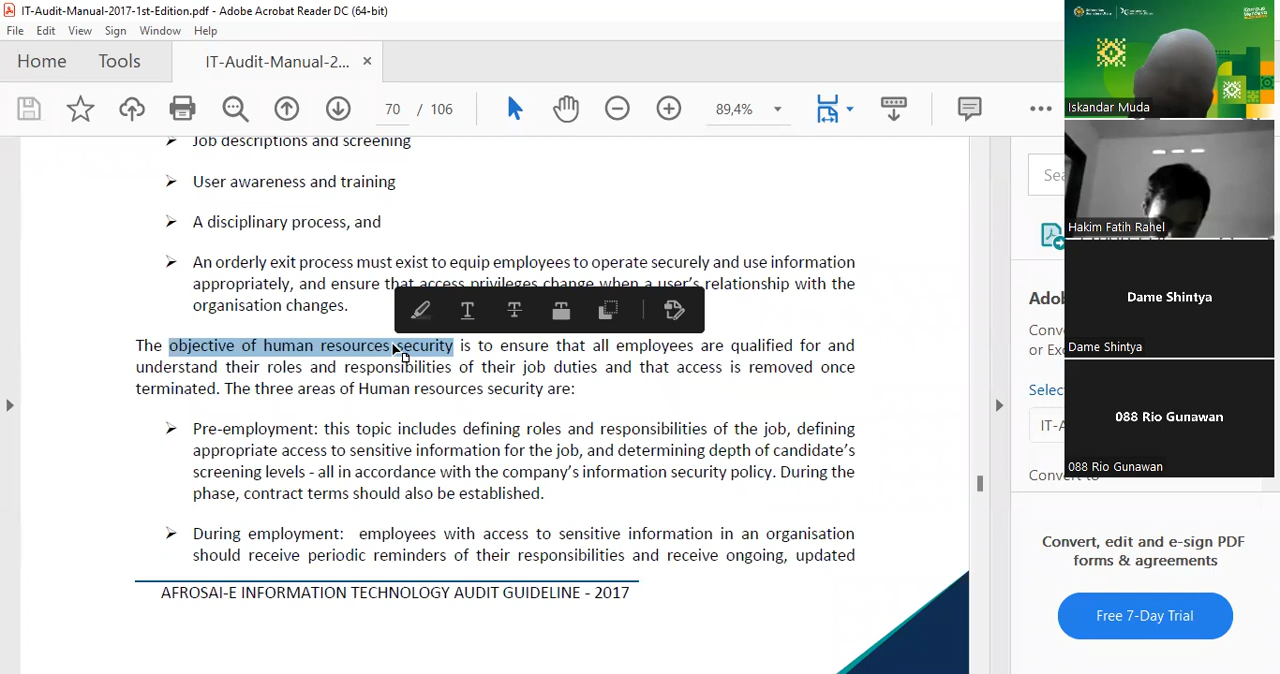 IT-Audit-Manual-2017-1st-Edition.pdf - Adobe Acrobat Reader DC (64-bit)
File Edit View Sign Window Help
Home Tools IT-Audit-Manual-2... ×
70 / 106 89,4%
Job descriptions and screening
User awareness and training
A disciplinary process, and
An orderly exit process must exist to equip employees to operate securely and use information
appropriately, and ensure that access privileges change when a user's relationship with the
organisation changes.
The objective of human resources security is to ensure that all employees are qualified for and
understand their roles and responsibilities of their job duties and that access is removed once
terminated. The three areas of Human resources security are:
Pre-employment: this topic includes defining roles and responsibilities of the job, defining
appropriate access to sensitive information for the job, and determining depth of candidate's
screening levels - all in accordance with the company's information security policy. During the
phase, contract terms should also be established.
During employment: employees with access to sensitive information in an organisation
should receive periodic reminders of their responsibilities and receive ongoing, updated
AFROSAI-E INFORMATION TECHNOLOGY AUDIT GUIDELINE - 2017
Sea
Adob
Conve
or Exc
Select
IT-A
Convert to
Convert, edit and e-sign PDF
forms & agreements
Free 7-Day Trial
Iskandar Muda
Hakim Fatih Rahel
Dame Shintya
Dame Shintya
088 Rio Gunawan
088 Rio Gunawan